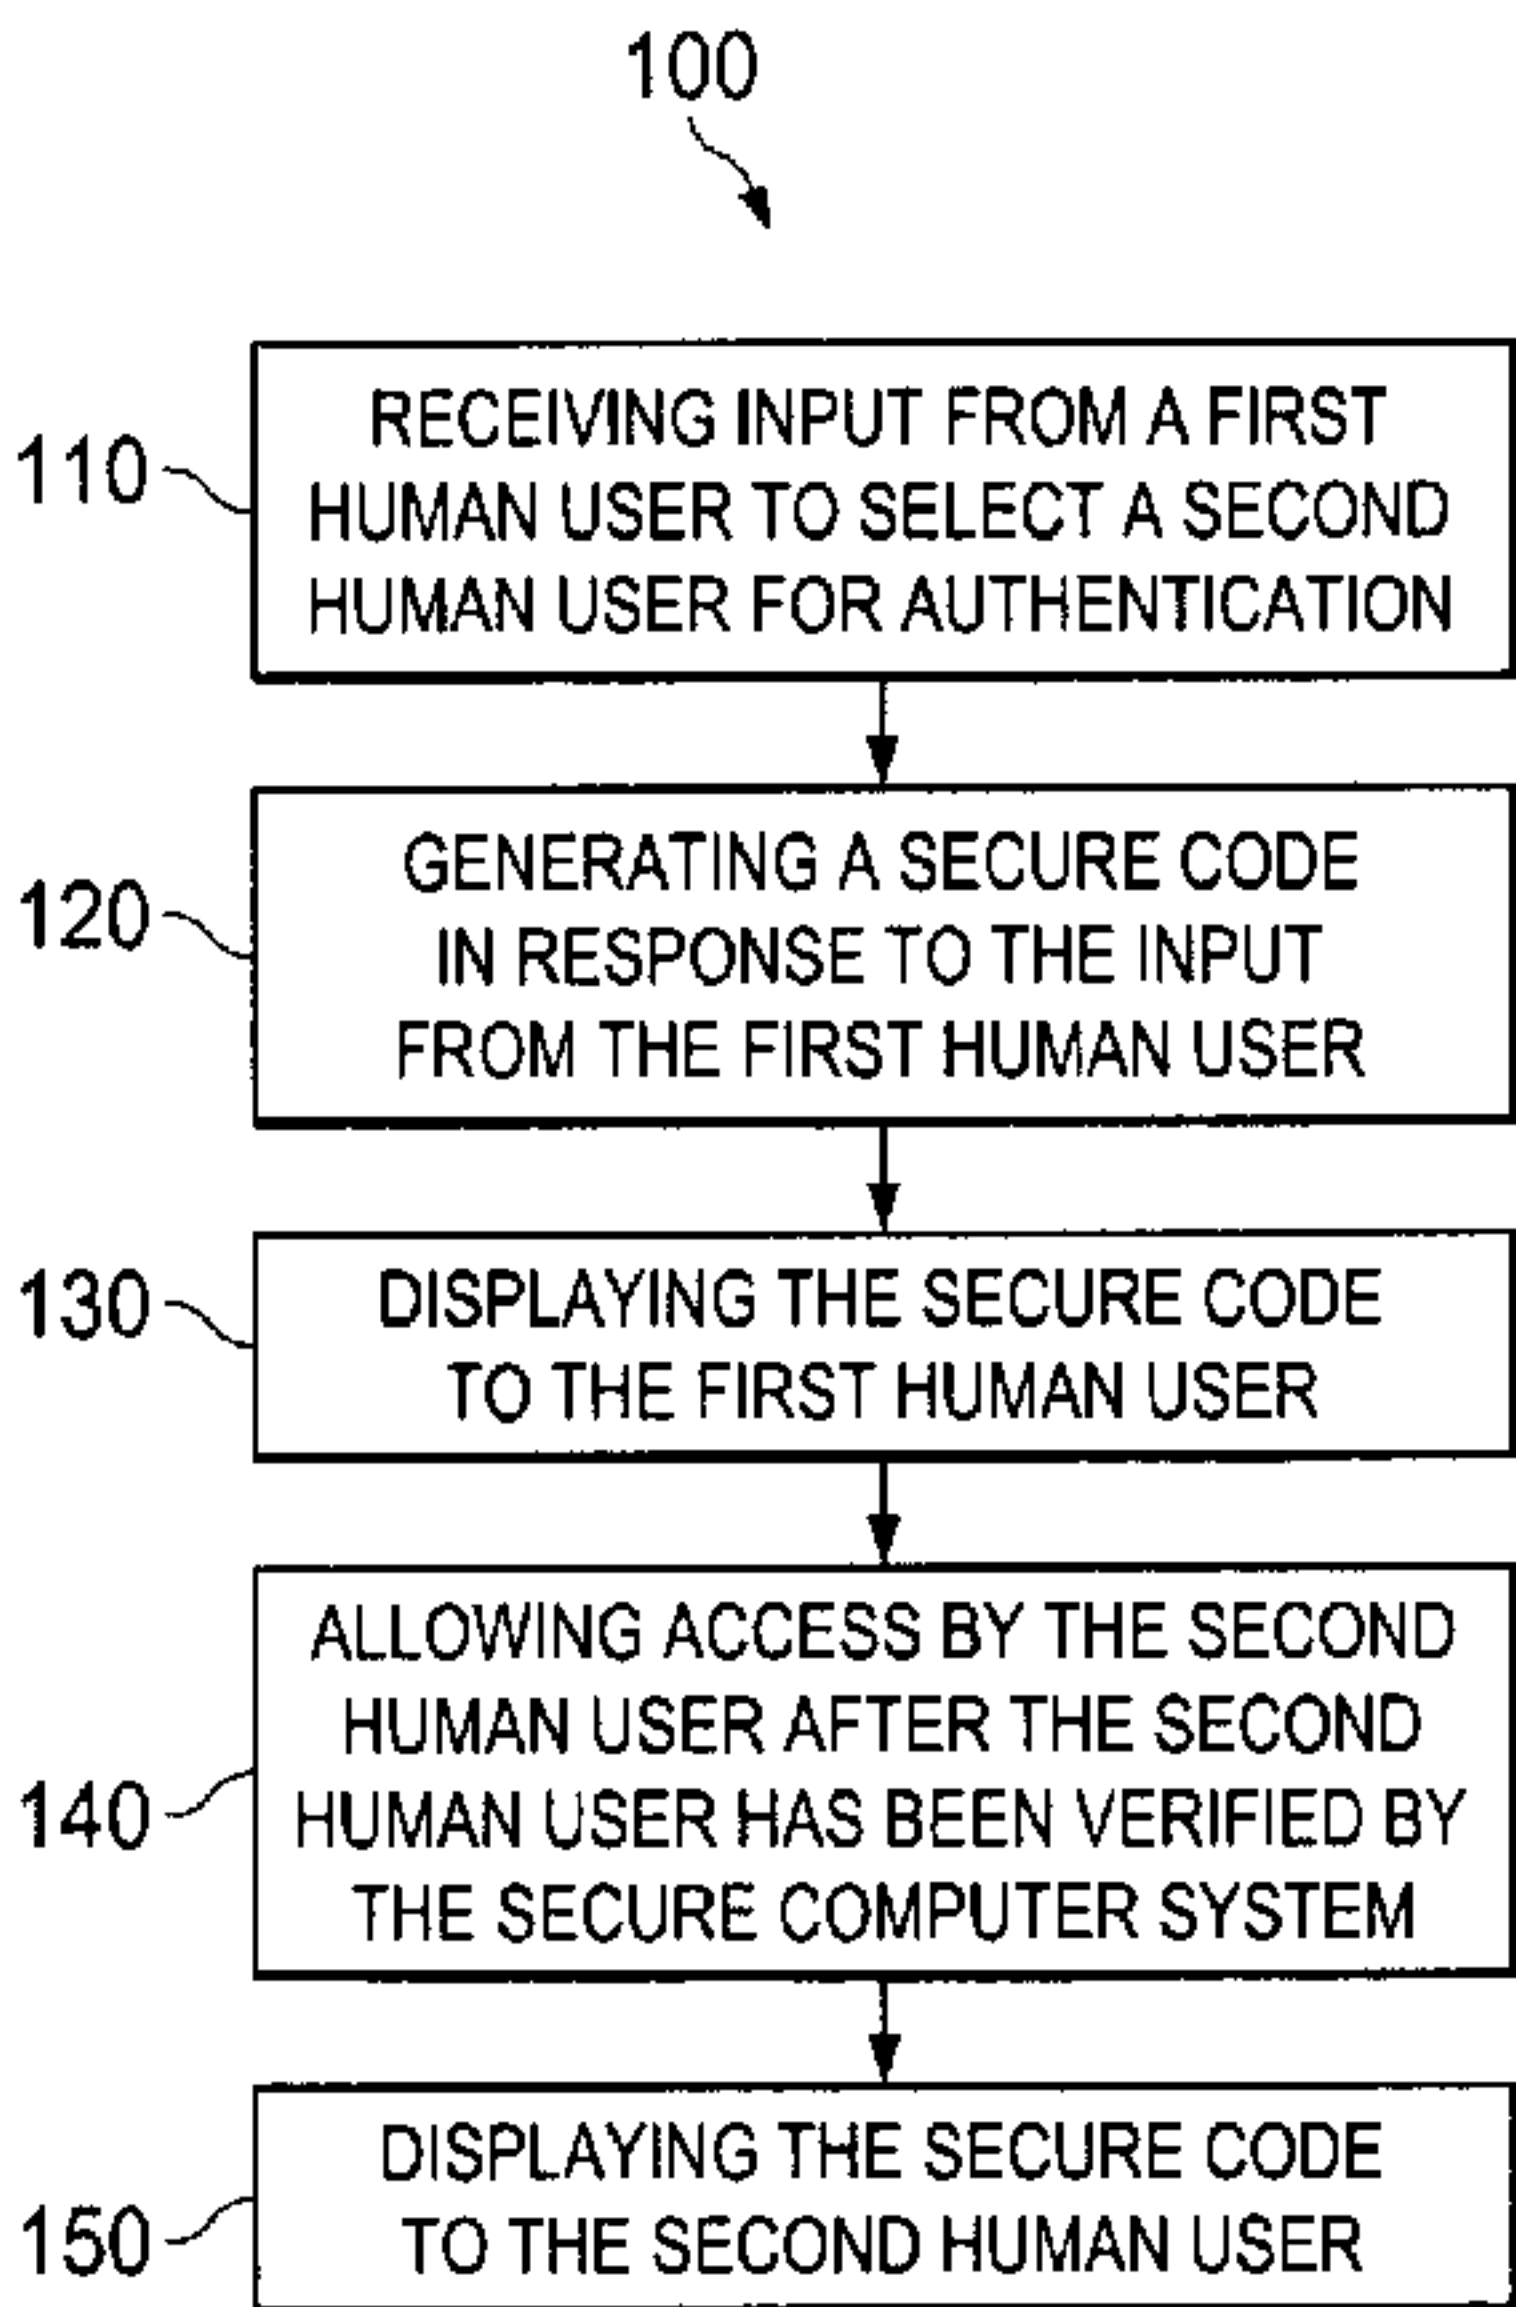 100
110
RECEIVING INPUT FROM A FIRST
HUMAN USER TO SELECT A SECOND
HUMAN USER FOR AUTHENTICATION
120
GENERATING A SECURE CODE
IN RESPONSE TO THE INPUT
FROM THE FIRST HUMAN USER
130
DISPLAYING THE SECURE CODE
TO THE FIRST HUMAN USER
140
ALLOWING ACCESS BY THE SECOND
HUMAN USER AFTER THE SECOND
HUMAN USER HAS BEEN VERIFIED BY
THE SECURE COMPUTER SYSTEM
150
DISPLAYING THE SECURE CODE
TO THE SECOND HUMAN USER